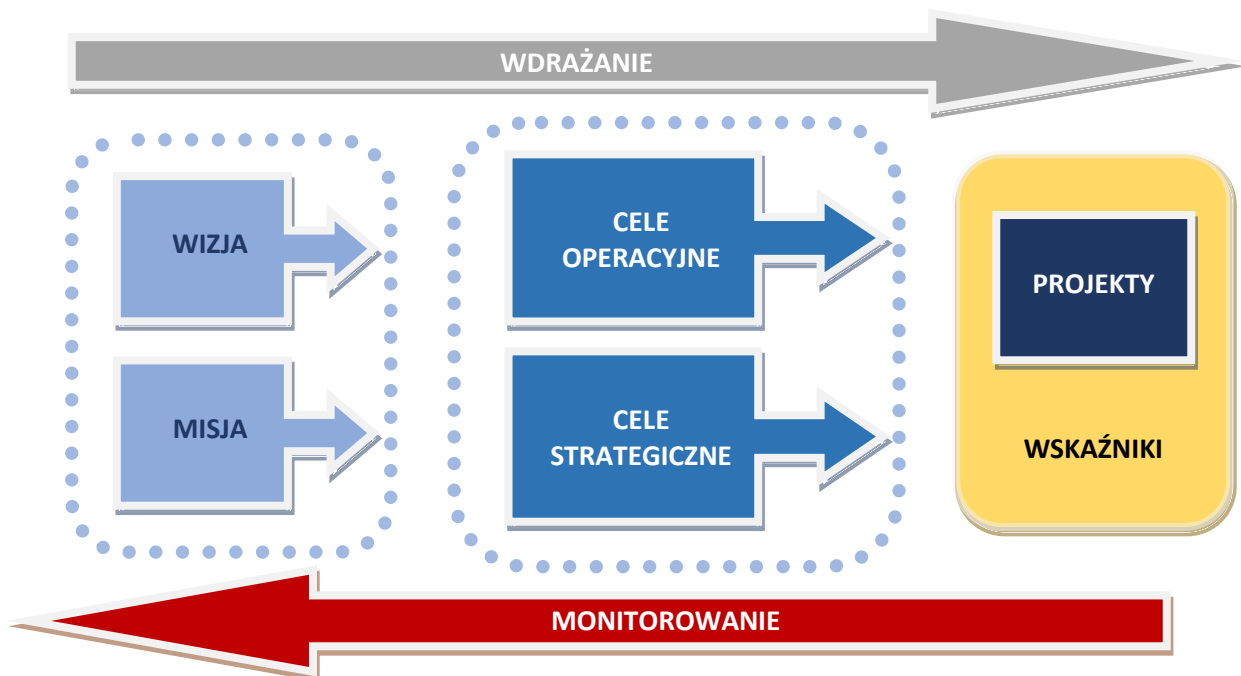 WDRAŻANIE
WIZJA
MISJA
CELE
OPERACYJNE
CELE
STRATEGICZNE
PROJEKTY
WSKAŹNIKI
MONITOROWANIE